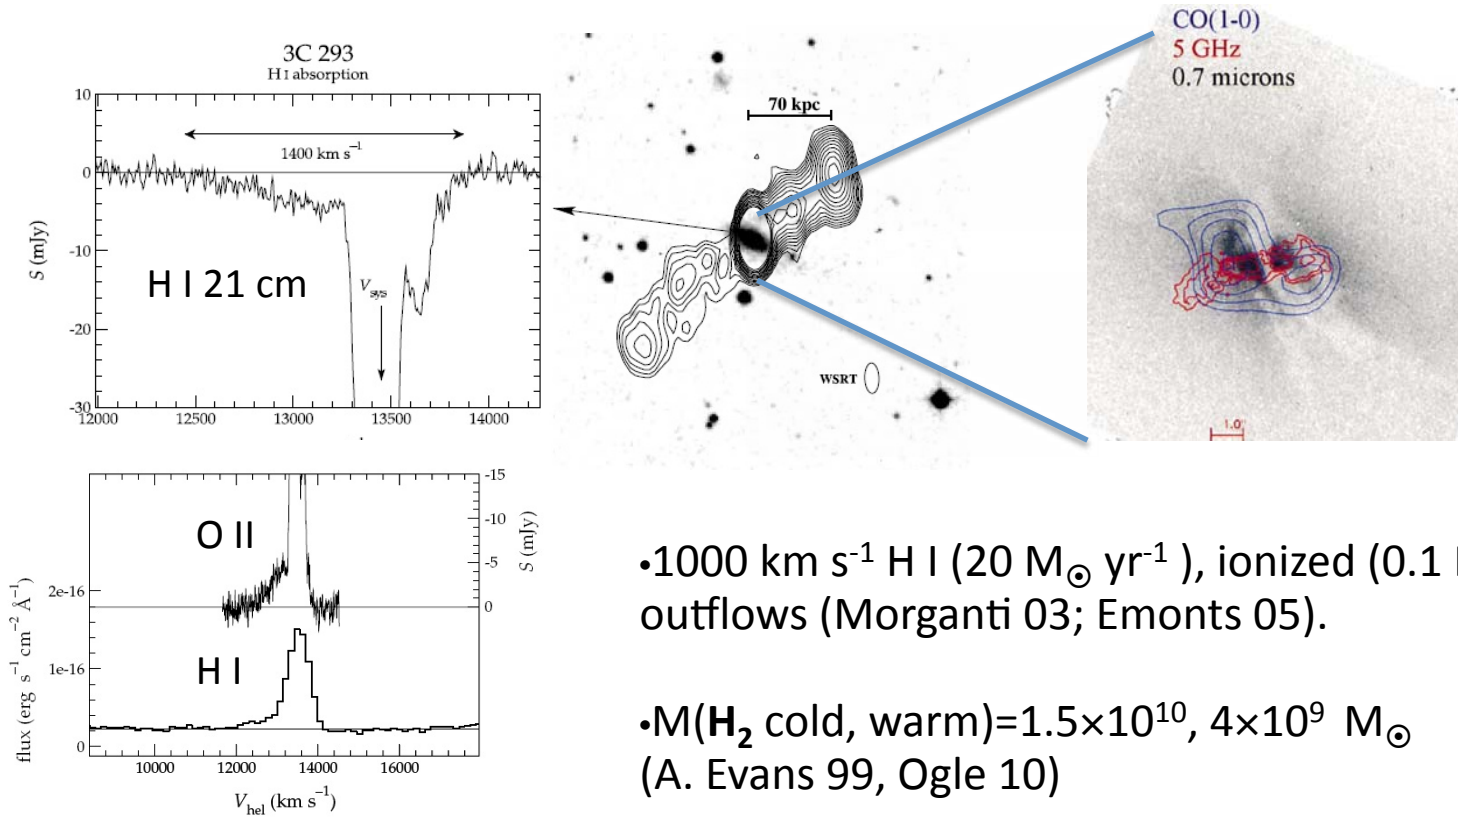 3C 293
H I absorption
10
0
-10
-20
-30
S (mJy)
1400 km s⁻¹
H I 21 cm
V_sys
12000 12500 13000 13500 14000
70 kpc
WSRT
CO(1-0)
5 GHz
0.7 microns
1.0"
O II
H I
-15
-10
-5
0
S (mJy)
2e-16
1e-16
0
flux (erg s⁻¹ cm⁻² Å⁻¹)
10000 12000 14000 16000
V_hel (km s⁻¹)
•1000 km s⁻¹ H I (20 M☉ yr⁻¹ ), ionized (0.1
outflows (Morganti 03; Emonts 05).
•M(H₂ cold, warm)=1.5×10¹⁰, 4×10⁹ M☉
(A. Evans 99, Ogle 10)